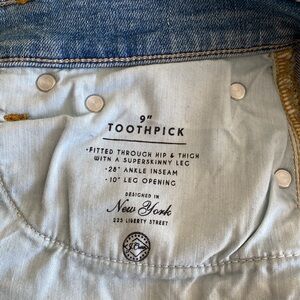 9"
TOOTHPICK
•FITTED THROUGH HIP & THIGH
WITH A SUPERSKINNY LEG
•28" ANKLE INSEAM
•10" LEG OPENING
DESIGNED IN
New York
225 LIBERTY STREET
J.Crew